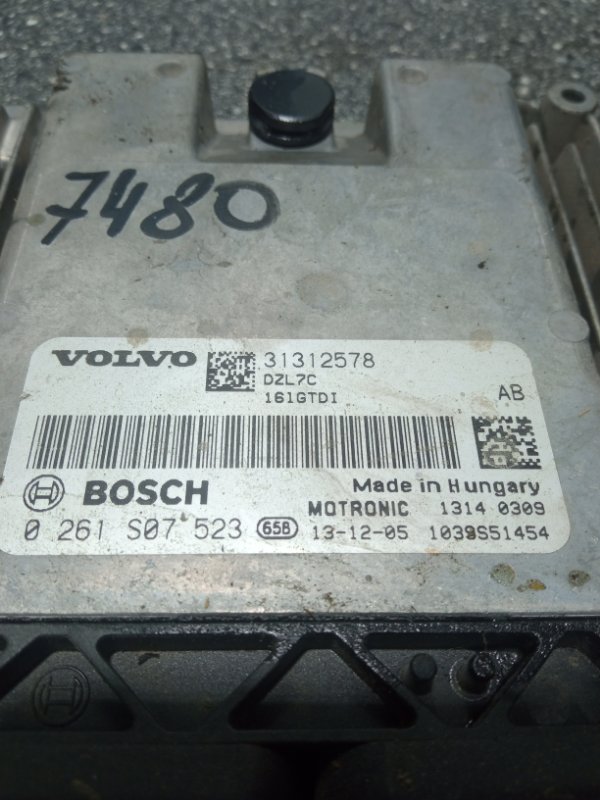 7480
VOLVO 31312578
DZL7C
161GTDI AB
Made in Hungary
BOSCH
MOTRONIC 1314 0309
0 261 S07 523 65B 13-12-05 1039S51454